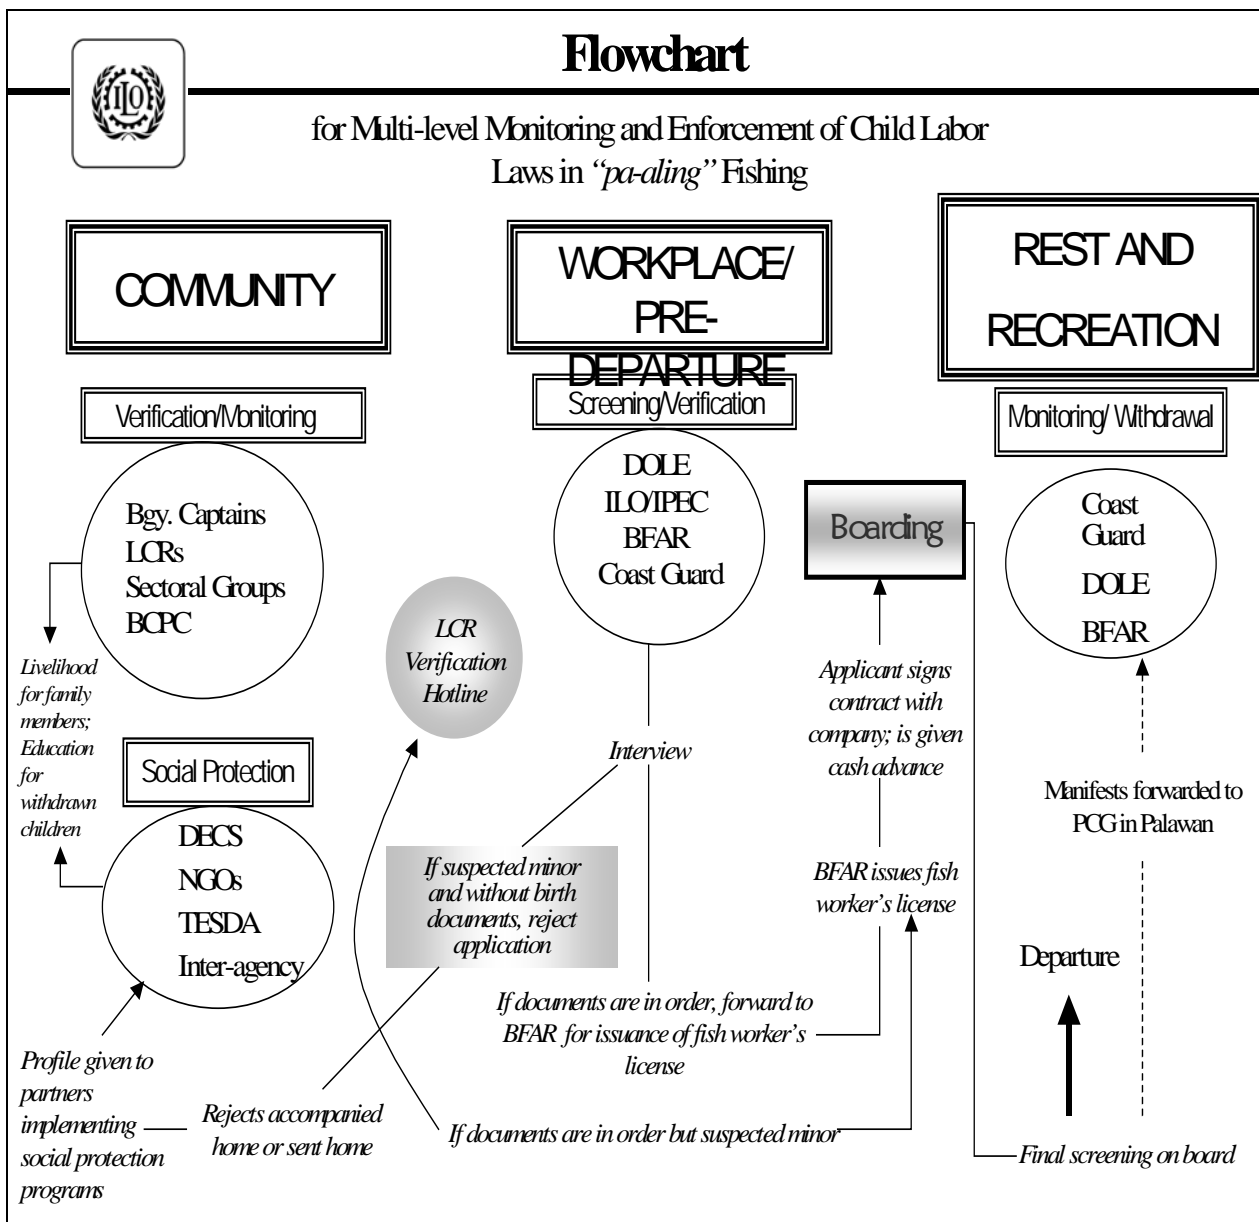 Flowchart
ILO
for Multi-level Monitoring and Enforcement of Child Labor
Laws in “pa-aling” Fishing
COMMUNITY
Verification/Monitoring
Bgy. Captains
LCRs
Sectoral Groups
BCPC
Livelihood
for family
members;
Education
for
withdrawn
children
Social Protection
DECS
NGOs
TESDA
Inter-agency
Profile given to
partners
implementing
social protection
programs
Rejects accompanied
home or sent home
WORKPLACE/
PRE-
DEPARTURE
Screening/Verification
DOLE
ILO/IPEC
BFAR
Coast Guard
LCR
Verification
Hotline
Interview
If suspected minor
and without birth
documents, reject
application
If documents are in order, forward to
BFAR for issuance of fish worker’s
license
If documents are in order but suspected minor
Boarding
Applicant signs
contract with
company; is given
cash advance
BFAR issues fish
worker’s license
REST AND
RECREATION
Monitoring/ Withdrawal
Coast
Guard
DOLE
BFAR
Manifests forwarded to
PCG in Palawan
Departure
Final screening on board